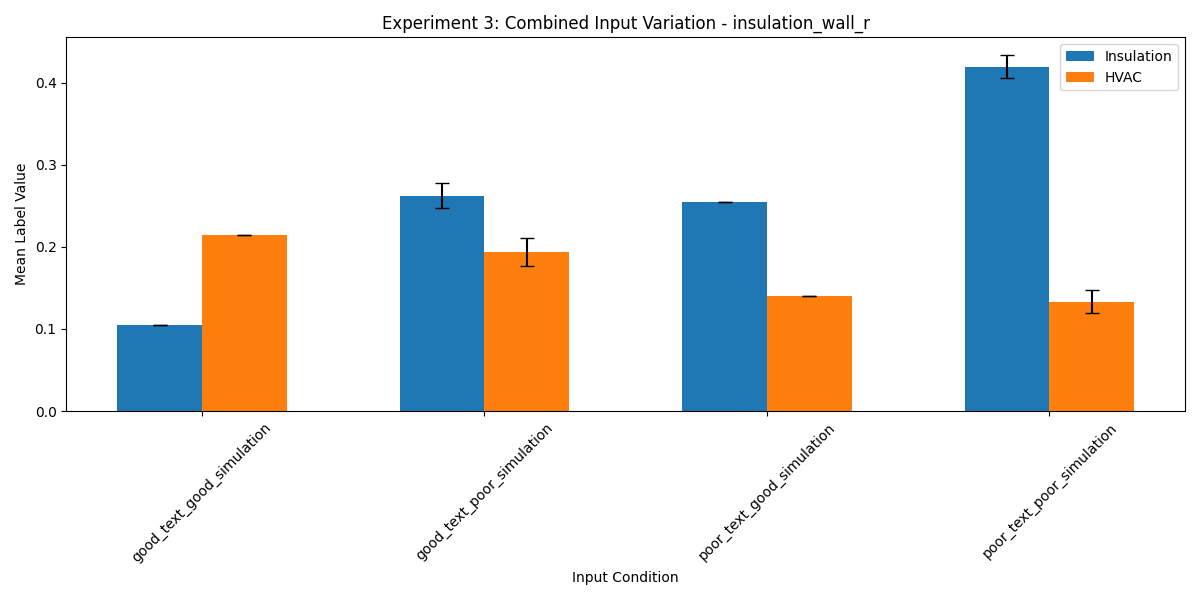 Experiment 3: Combined Input Variation - insulation_wall_r
Insulation
HVAC
Mean Label Value
0.4
0.3
0.2
0.1
0.0
good_text_good_simulation
good_text_poor_simulation
poor_text_good_simulation
poor_text_poor_simulation
Input Condition